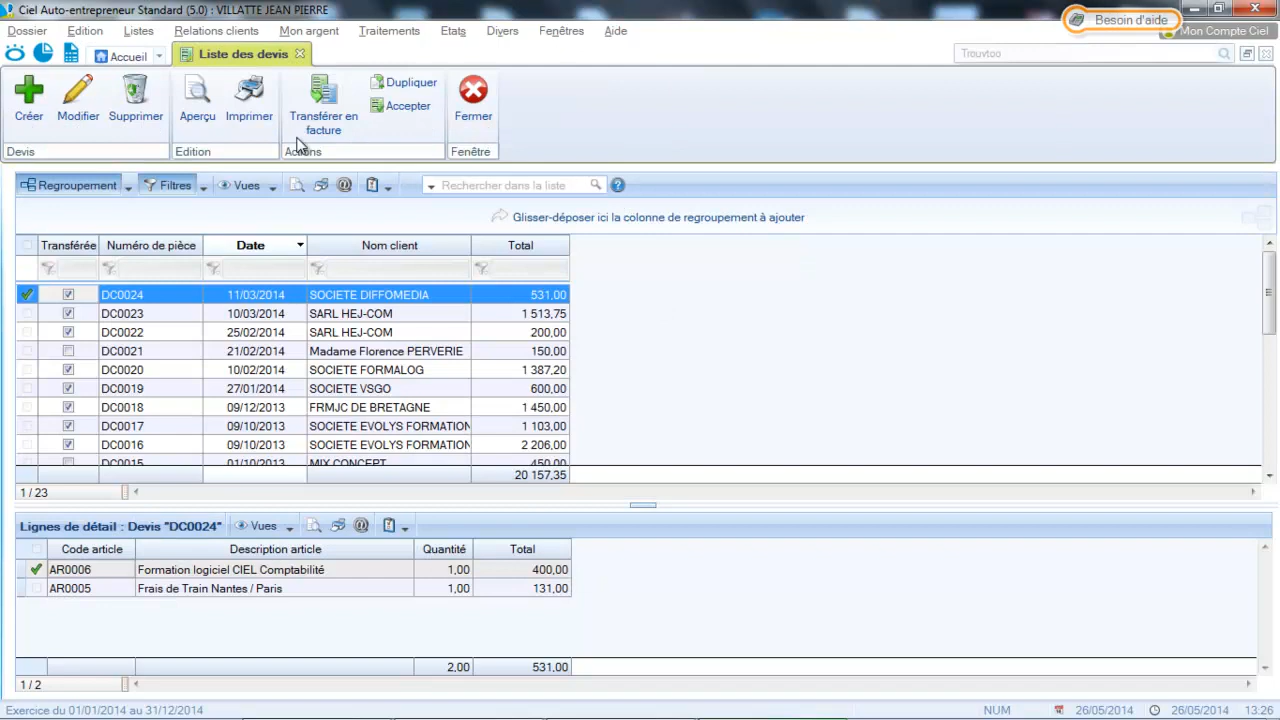 Ciel Auto-entrepreneur Standard (5.0) : VILLATTE JEAN PIERRE
Besoin d'aide
Dossier Edition Listes Relations clients Mon argent Traitements Etats Divers Fenêtres Aide
Mon Compte Ciel
Accueil Liste des devis Trouvtoo
Créer Modifier Supprimer Aperçu Imprimer Transférer en facture Dupliquer Accepter Fermer
Devis Edition Actions Fenêtre
Regroupement Filtres Vues Rechercher dans la liste
Glisser-déposer ici la colonne de regroupement à ajouter
Transférée Numéro de pièce Date Nom client Total
DC0024 11/03/2014 SOCIETE DIFFOMEDIA 531,00
DC0023 10/03/2014 SARL HEJ-COM 1 513,75
DC0022 25/02/2014 SARL HEJ-COM 200,00
DC0021 21/02/2014 Madame Florence PERVERIE 150,00
DC0020 10/02/2014 SOCIETE FORMALOG 1 387,20
DC0019 27/01/2014 SOCIETE VSGO 600,00
DC0018 09/12/2013 FRMJC DE BRETAGNE 1 450,00
DC0017 09/10/2013 SOCIETE EVOLYS FORMATION 1 103,00
DC0016 09/10/2013 SOCIETE EVOLYS FORMATION 2 206,00
DC0015 01/10/2013 MIX CONCEPT 450,00
20 157,35
1 / 23
Lignes de détail : Devis "DC0024" Vues
Code article Description article Quantité Total
AR0006 Formation logiciel CIEL Comptabilité 1,00 400,00
AR0005 Frais de Train Nantes / Paris 1,00 131,00
2,00 531,00
1 / 2
Exercice du 01/01/2014 au 31/12/2014 NUM 26/05/2014 26/05/2014 13:26